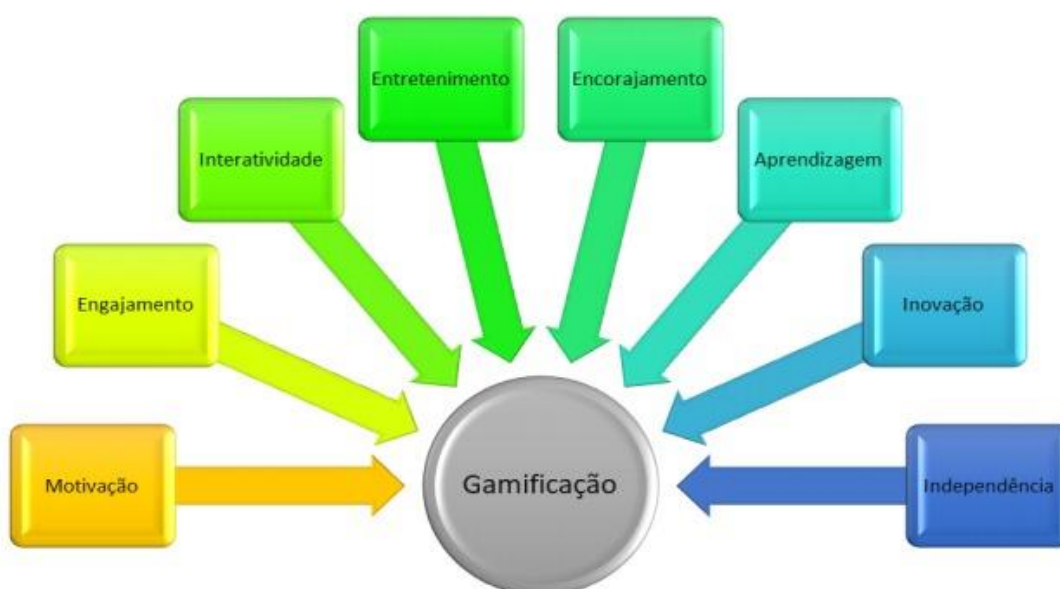 Entretenimento
Encorajamento
Interatividade
Aprendizagem
Engajamento
Inovação
Motivação
Gamificação
Independência